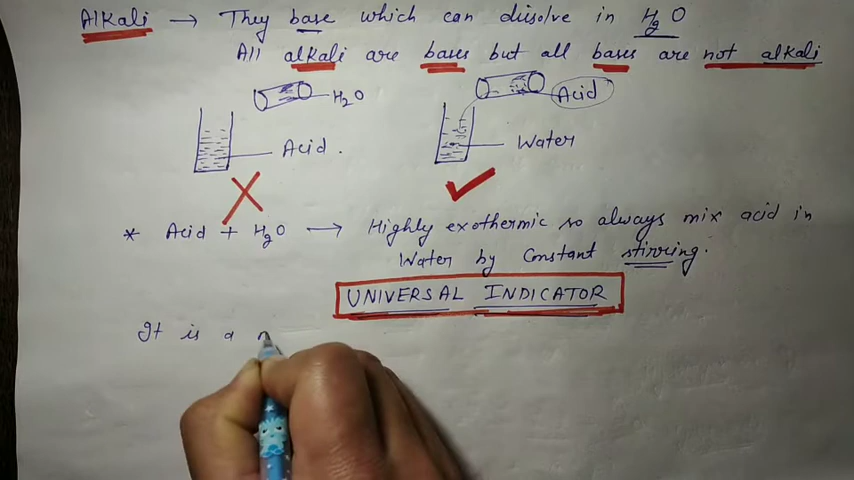 Alkali → They base which can dissolve in H2O
All alkali are bases but all bases are not alkali
H2O
Acid
Acid.
Water
* Acid + H2O → Highly exothermic so always mix acid in
Water by Constant stirring.
UNIVERSAL INDICATOR
It is a